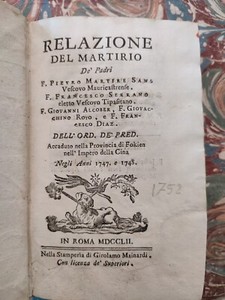 RELAZIONE
DEL MARTIRIO
De' Padri
F. PIETRO MARTIRE SANS
Vescovo Mauricastrense.
F. FRANCESCO SERRANO
eletto Vescovo Tipasitano.
F. GIOVANNI ALCOBER, F. GIOVAC-
CHINO ROYO, e F. FRAN-
CESCO DIAZ.
DELL' ORD. DE' PRED.
Accaduto nella Provincia di Fokien
nell' Impero della Cina
Negli Anni 1747. e 1748.
1752
IN ROMA MDCCLII.
Nella Stamperia di Girolamo Mainardi.
Con licenza de' Superiori.